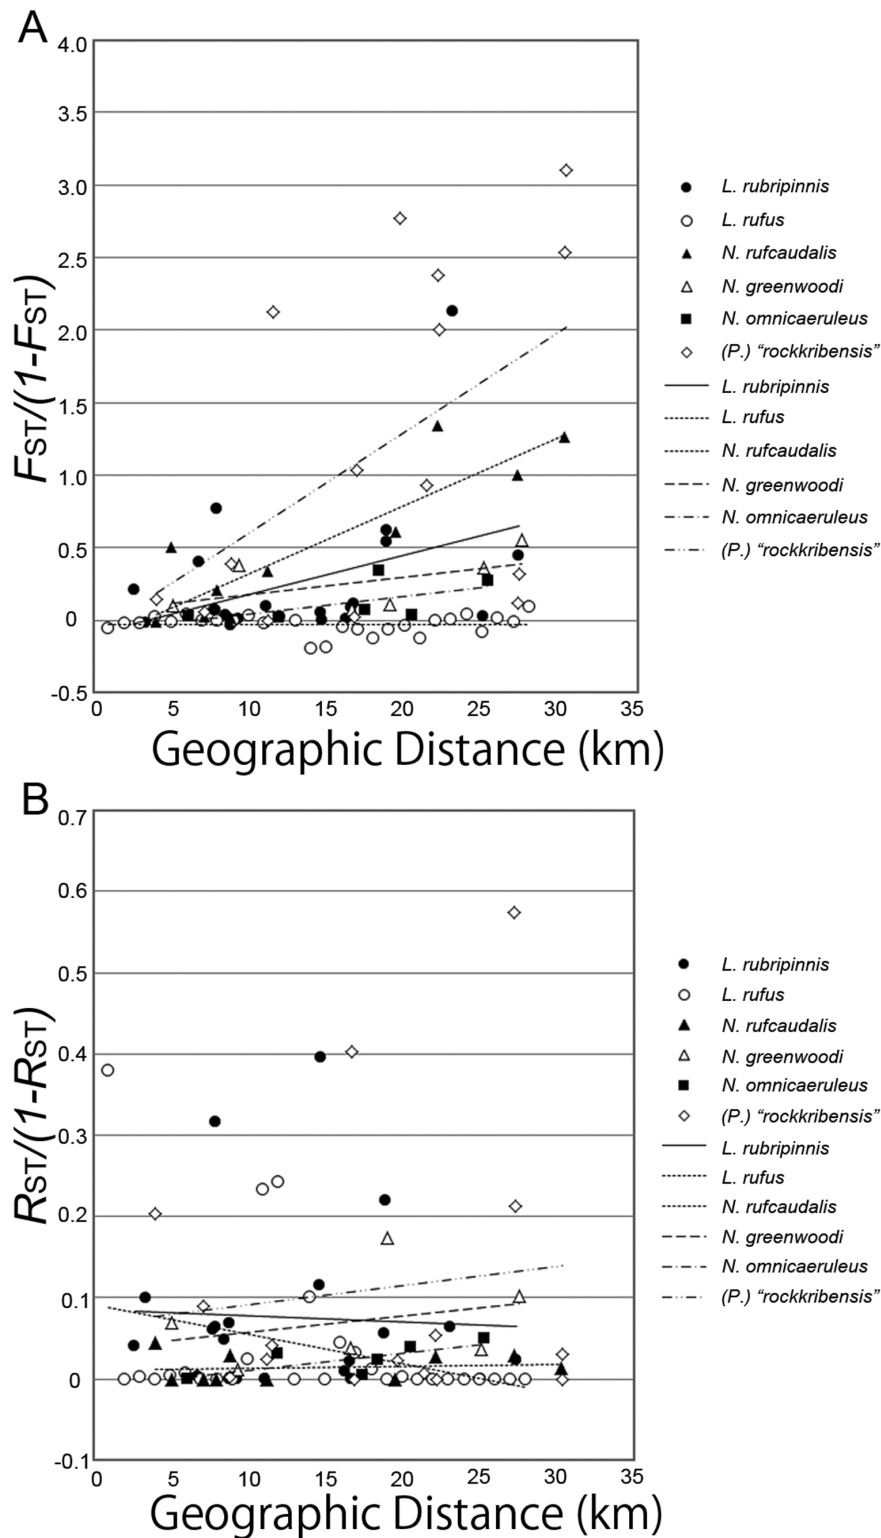 A
4.0
3.5
3.0
2.5
2.0
1.5
1.0
0.5
0
-0.5
FST/(1-FST)
0 5 10 15 20 25 30 35
Geographic Distance (km)
L. rubripinnis
L. rufus
N. rufcaudalis
N. greenwoodi
N. omnicaeruleus
(P.) “rockkribensis”
L. rubripinnis
L. rufus
N. rufcaudalis
N. greenwoodi
N. omnicaeruleus
(P.) “rockkribensis”
B
0.7
0.6
0.5
0.4
0.3
0.2
0.1
0
-0.1
RST/(1-RST)
0 5 10 15 20 25 30 35
Geographic Distance (km)
L. rubripinnis
L. rufus
N. rufcaudalis
N. greenwoodi
N. omnicaeruleus
(P.) “rockkribensis”
L. rubripinnis
L. rufus
N. rufcaudalis
N. greenwoodi
N. omnicaeruleus
(P.) “rockkribensis”